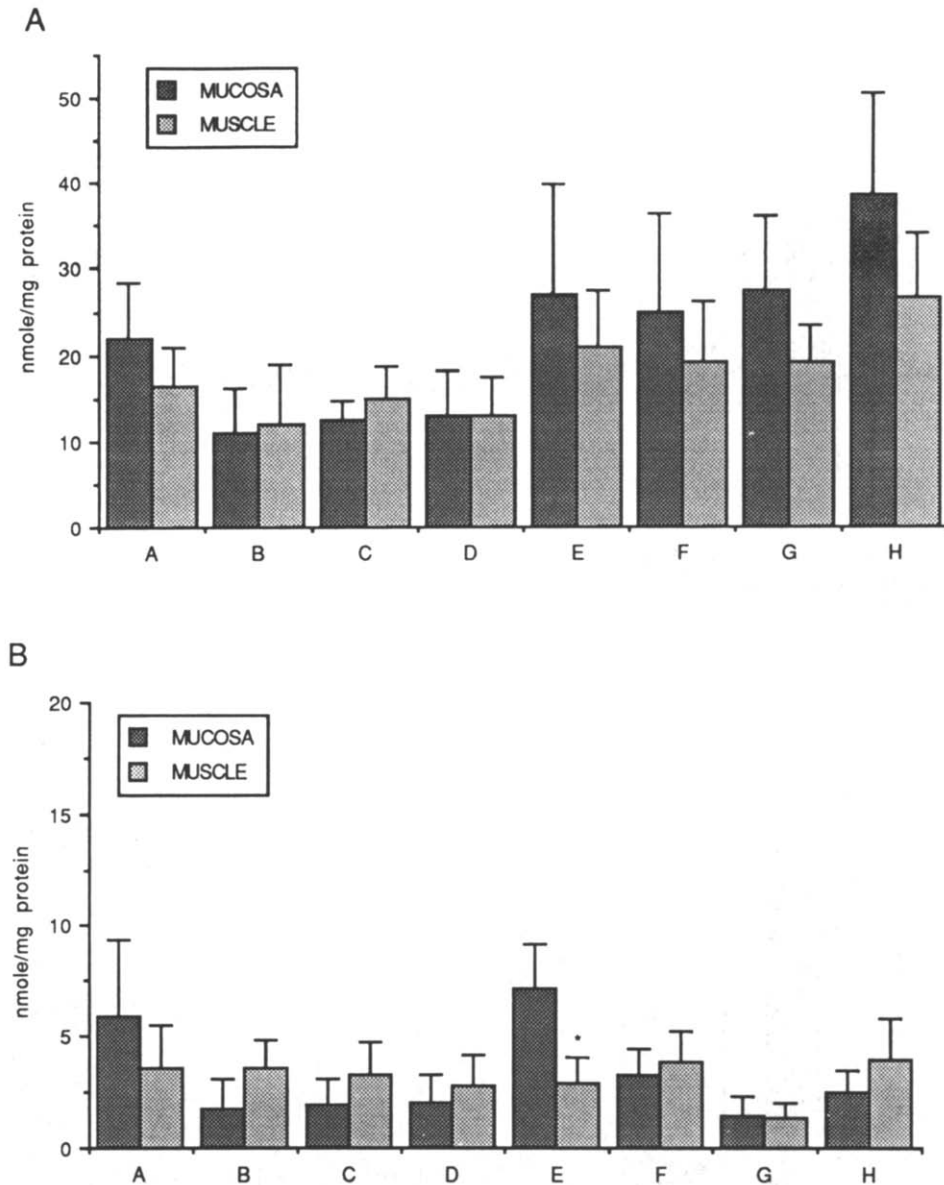 A
MUCOSA
MUSCLE
nmole/mg protein
50
40
30
20
10
0
A B C D E F G H
B
MUCOSA
MUSCLE
nmole/mg protein
20
15
10
5
0
*
A B C D E F G H